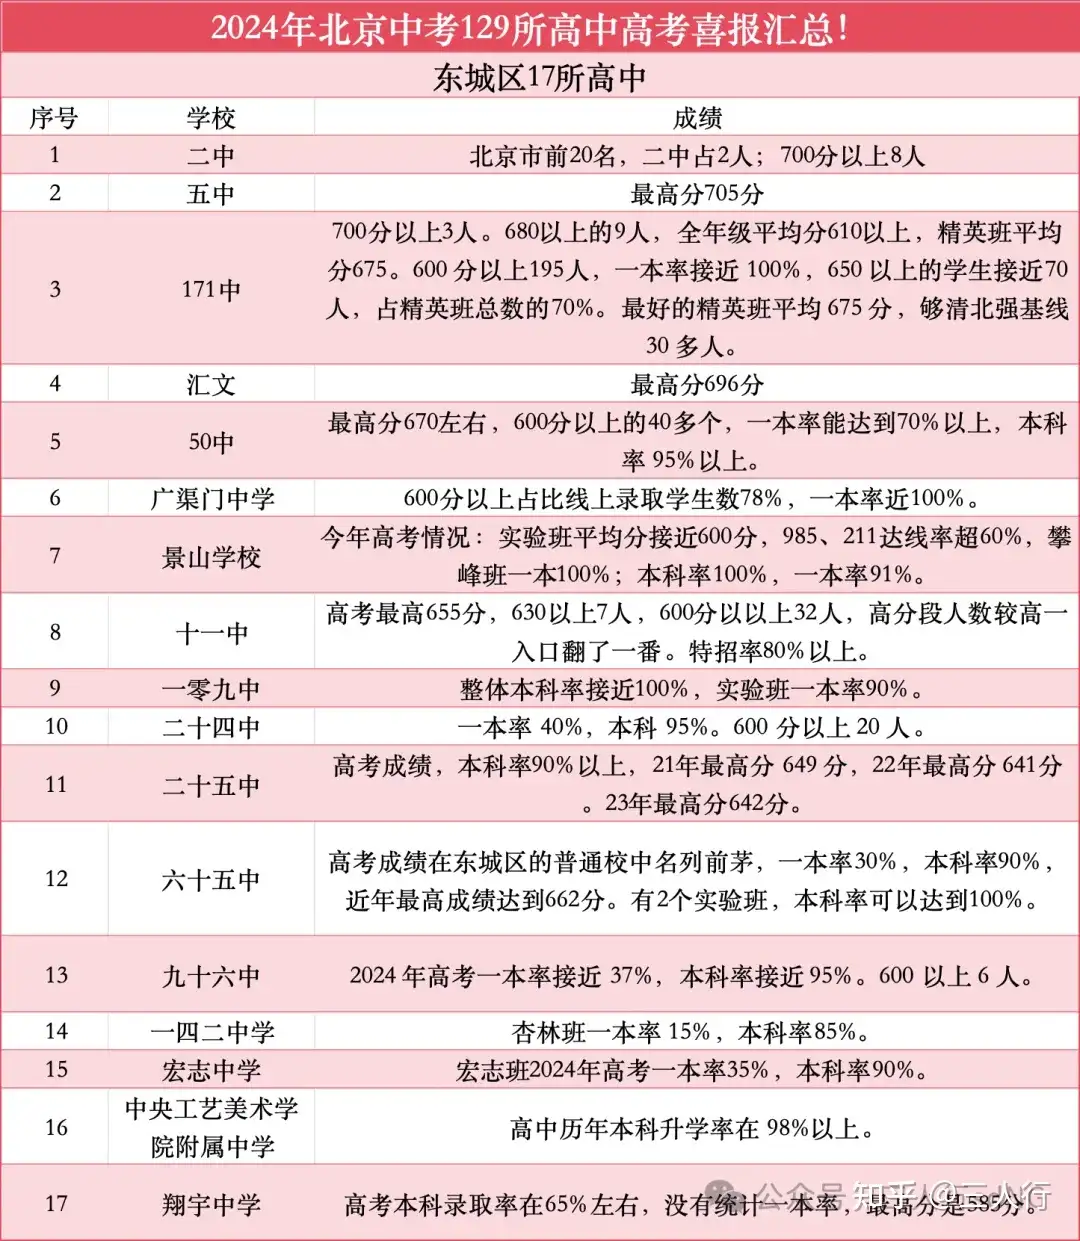 2024年北京中考129所高中高考喜报汇总!
东城区17所高中
序号 学校 成绩
1 二中 北京市前20名，二中占2人；700分以上8人
2 五中 最高分705分
3 171中 700分以上3人。680以上的9人，全年级平均分610以上，精英班平均
分675。600 分以上195人，一本率接近 100%，650 以上的学生接近70
人，占精英班总数的70%。最好的精英班平均 675 分，够清北强基线
30 多人。
4 汇文 最高分696分
5 50中 最高分670左右，600分以上的40多个，一本率能达到70%以上，本科
率 95%以上。
6 广渠门中学 600分以上占比线上录取学生数78%，一本率近100%。
7 景山学校 今年高考情况：实验班平均分接近600分，985、211达线率超60%，攀
峰班一本100%；本科率100%，一本率91%。
8 十一中 高考最高655分，630以上7人，600分以以上32人，高分段人数较高一
入口翻了一番。特招率80%以上。
9 一零九中 整体本科率接近100%，实验班一本率90%。
10 二十四中 一本率 40%，本科 95%。600 分以上 20 人。
11 二十五中 高考成绩，本科率90%以上，21年最高分 649 分，22年最高分 641分
。23年最高分642分。
12 六十五中 高考成绩在东城区的普通校中名列前茅，一本率30%，本科率90%，
近年最高成绩达到662分。有2个实验班，本科率可以达到100%。
13 九十六中 2024 年高考一本率接近 37%，本科率接近 95%。600 以上 6 人。
14 一四二中学 杏林班一本率 15%，本科率85%。
15 宏志中学 宏志班2024年高考一本率35%，本科率90%。
16 中央工艺美术学
院附属中学 高中历年本科升学率在 98%以上。
17 翔宇中学 高考本科录取率在65%左右，没有统计一本率，最高分是585分。
公众号
知乎 @三人行